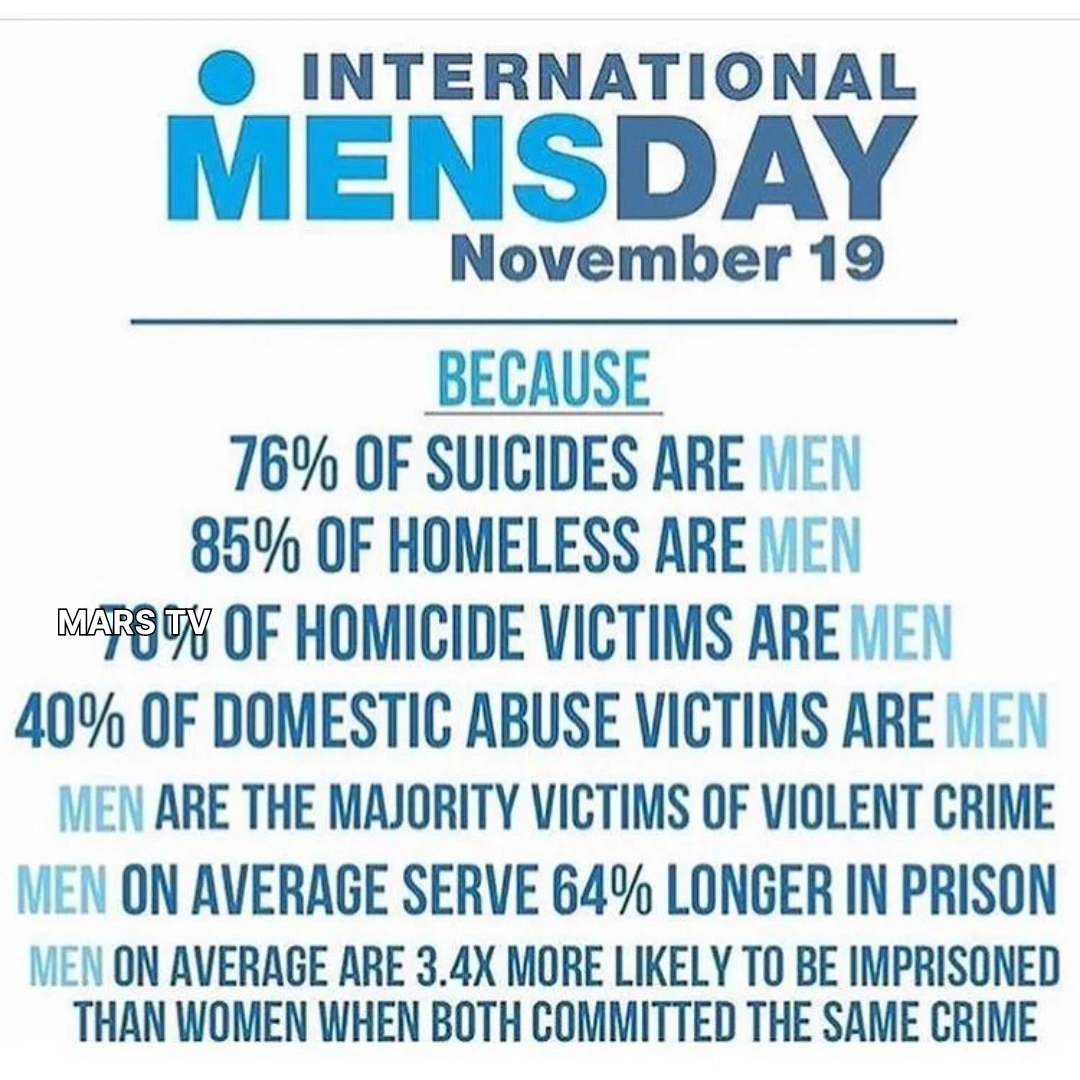 INTERNATIONAL
MENSDAY
November 19
BECAUSE
76% OF SUICIDES ARE MEN
85% OF HOMELESS ARE MEN
MARS TV
70% OF HOMICIDE VICTIMS ARE MEN
40% OF DOMESTIC ABUSE VICTIMS ARE MEN
MEN ARE THE MAJORITY VICTIMS OF VIOLENT CRIME
MEN ON AVERAGE SERVE 64% LONGER IN PRISON
MEN ON AVERAGE ARE 3.4X MORE LIKELY TO BE IMPRISONED
THAN WOMEN WHEN BOTH COMMITTED THE SAME CRIME